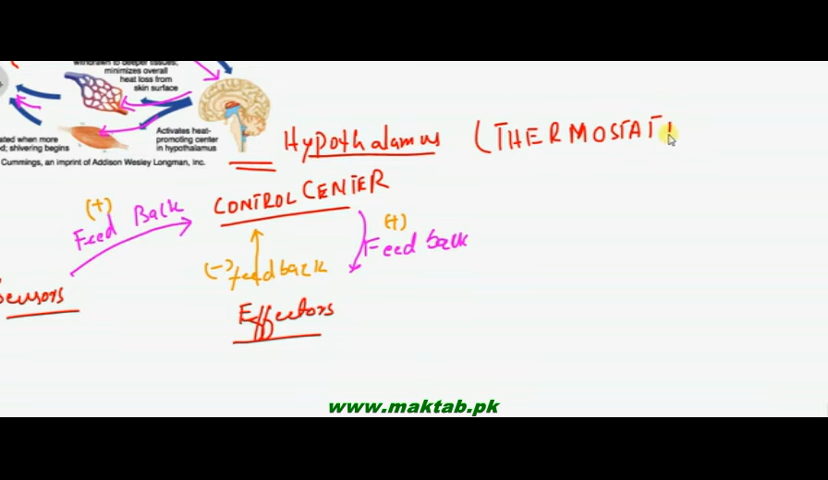 withdrawn to deeper tissues,
minimizes overall
heat loss from
skin surface
ated when more
d; shivering begins
Activates heat-
promoting center
in hypothalamus
Cummings, an imprint of Addison Wesley Longman, Inc.
Hypothalamus (THERMOSTAT
CONTROL CENTER
(+)
Feed Back
(+)
Feed back
(-) feedback
Sensors
Effectors
www.maktab.pk